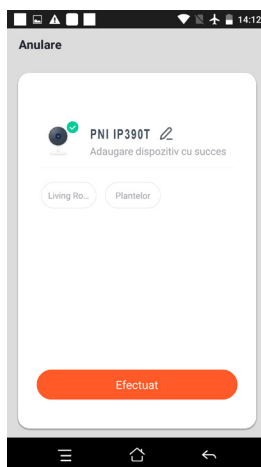 14:12
Anulare
PNI IP390T
Adaugare dispozitiv cu succes
Living Ro...
Plantelor
Efectuat